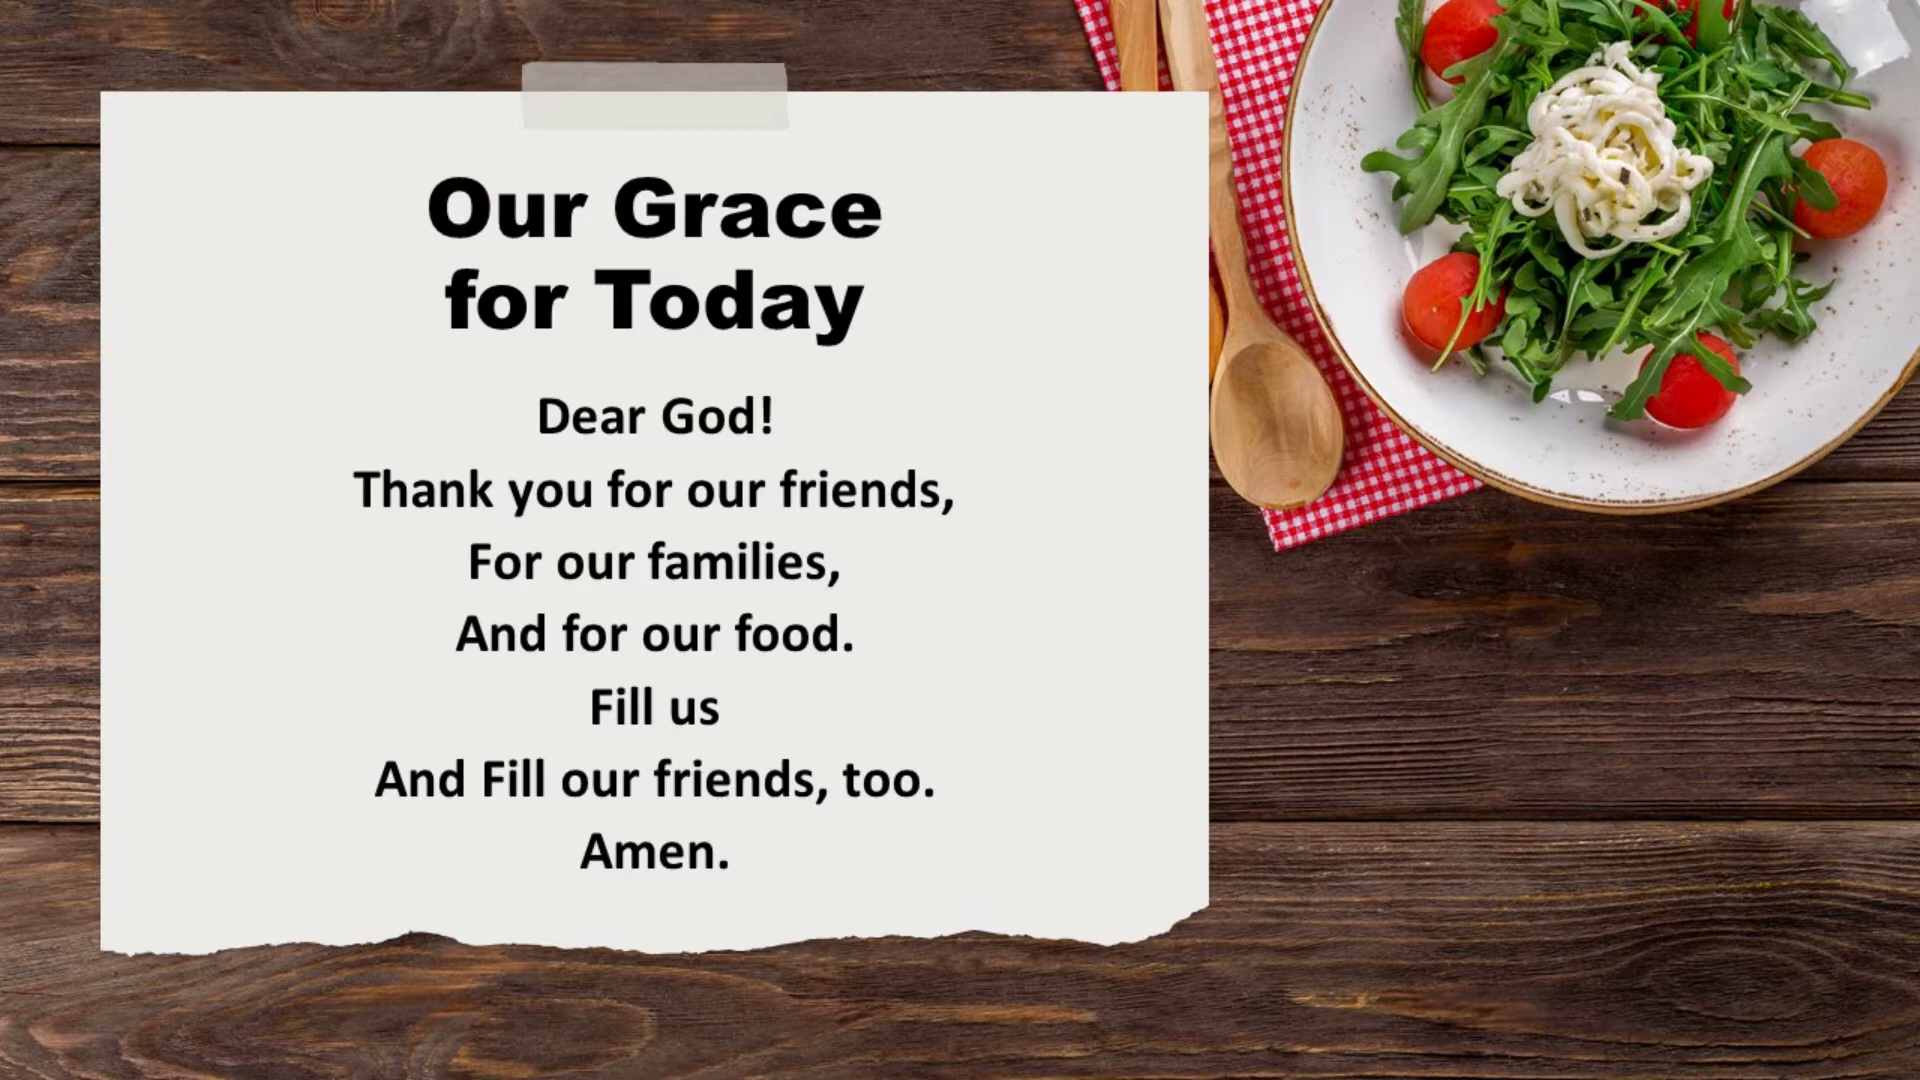 Our Grace
for Today
Dear God!
Thank you for our friends,
For our families,
And for our food.
Fill us
And Fill our friends, too.
Amen.